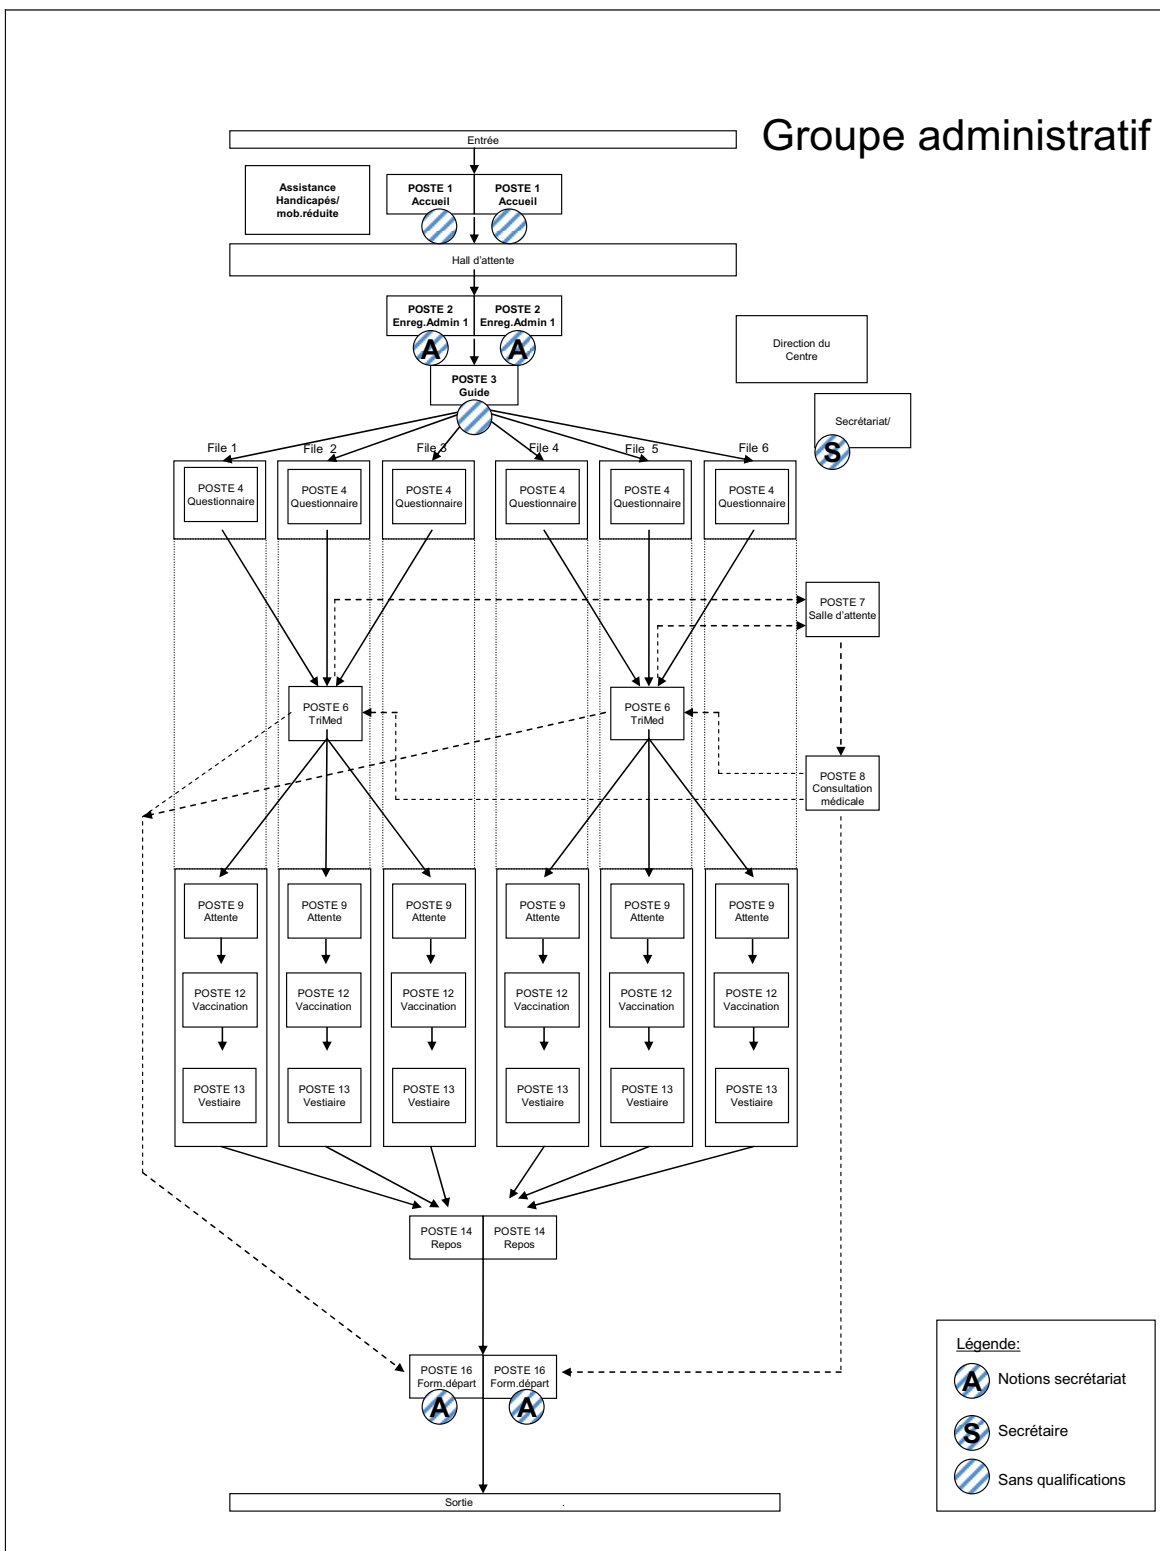 Groupe administratif
Entrée
Assistance
Handicapés/
mob.réduite
POSTE 1
Accueil
POSTE 1
Accueil
Hall d'attente
POSTE 2
Enreg.Admin 1
POSTE 2
Enreg.Admin 1
A
A
Direction du
Centre
POSTE 3
Guide
Secrétariat/
S
File 1
File 2
File 3
File 4
File 5
File 6
POSTE 4
Questionnaire
POSTE 4
Questionnaire
POSTE 4
Questionnaire
POSTE 4
Questionnaire
POSTE 4
Questionnaire
POSTE 4
Questionnaire
POSTE 7
Salle d'attente
POSTE 6
TriMed
POSTE 6
TriMed
POSTE 8
Consultation
médicale
POSTE 9
Attente
POSTE 9
Attente
POSTE 9
Attente
POSTE 9
Attente
POSTE 9
Attente
POSTE 9
Attente
POSTE 12
Vaccination
POSTE 12
Vaccination
POSTE 12
Vaccination
POSTE 12
Vaccination
POSTE 12
Vaccination
POSTE 12
Vaccination
POSTE 13
Vestiaire
POSTE 13
Vestiaire
POSTE 13
Vestiaire
POSTE 13
Vestiaire
POSTE 13
Vestiaire
POSTE 13
Vestiaire
POSTE 14
Repos
POSTE 14
Repos
POSTE 16
Form.départ
POSTE 16
Form.départ
A
A
Sortie .
Légende:
A Notions secrétariat
S Secrétaire
Sans qualifications